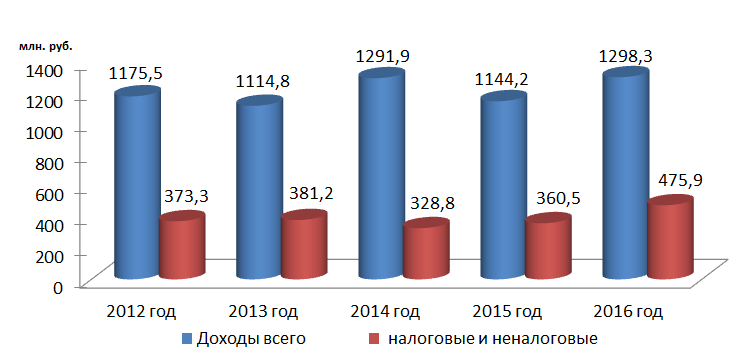 млн. руб.
1175,5 1114,8 1291,9 1144,2 1298,3
373,3 381,2 328,8 360,5 475,9
1400
1200
1000
800
600
400
200
0
2012 год 2013 год 2014 год 2015 год 2016 год
Доходы всего налоговые и неналоговые